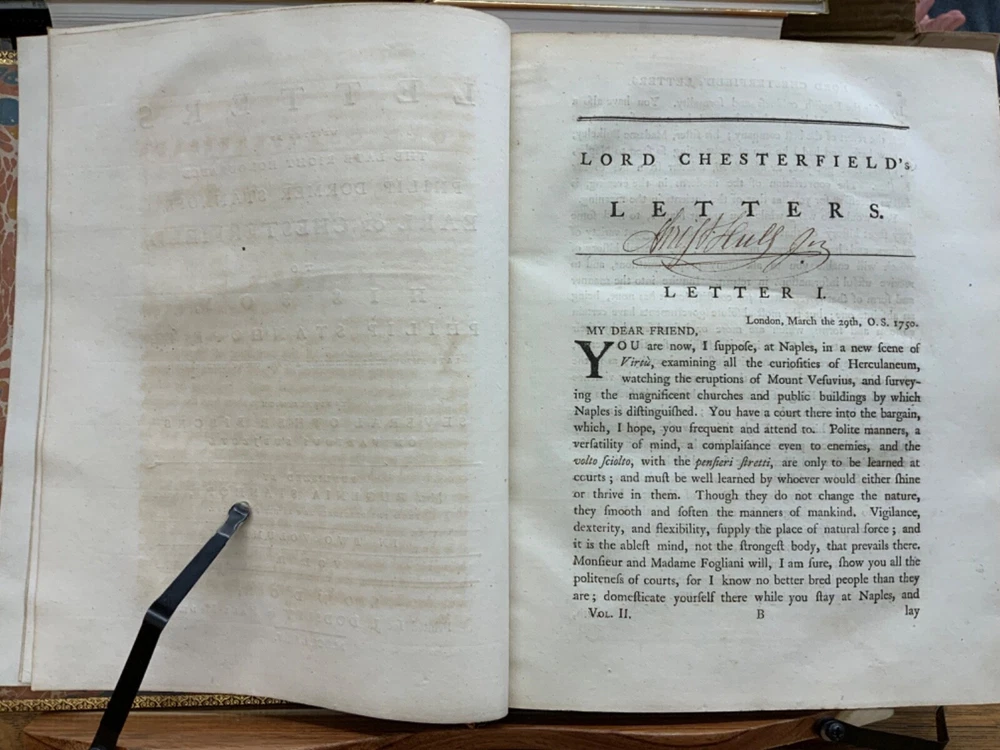 LORD CHESTERFIELD's
LETTERS.
LETTER I.
London, March the 29th, O. S. 1750.
MY DEAR FRIEND,
YOU are now, I ſuppoſe, at Naples, in a new ſcene of
Virtù, examining all the curioſities of Herculaneum,
watching the eruptions of Mount Veſuvius, and ſurvey-
ing the magnificent churches and public buildings by which
Naples is diſtinguiſhed. You have a court there into the bargain,
which, I hope, you frequent and attend to. Polite manners, a
verſatility of mind, a complaiſance even to enemies, and the
volto ſciolto, with the penſieri ſtretti, are only to be learned at
courts; and muſt be well learned by whoever would either ſhine
or thrive in them. Though they do not change the nature,
they ſmooth and ſoften the manners of mankind. Vigilance,
dexterity, and flexibility, ſupply the place of natural force; and
it is the ableſt mind, not the ſtrongeſt body, that prevails there.
Monſieur and Madame Fogliani will, I am ſure, ſhow you all the
politeneſs of courts, for I know no better bred people than they
are; domeſticate yourſelf there while you ſtay at Naples, and
VOL. II. B lay